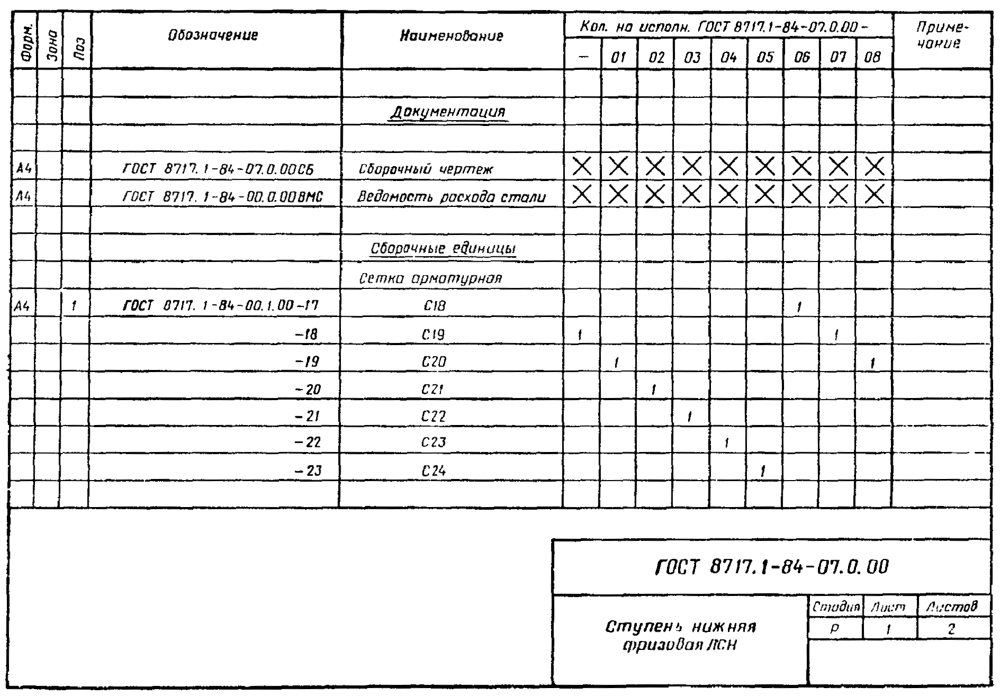 Форм. Зона Поз Обозначение Наименование Кол. на исполн. ГОСТ 8717.1-84-07.0.00- Приме-
чание
— 01 02 03 04 05 06 07 08
Документация
А4 ГОСТ 8717.1-84-07.0.00СБ Сборочный чертеж X X X X X X X X X
А4 ГОСТ 8717.1-84-00.0.00ВМС Ведомость расхода стали X X X X X X X X X
Сборочные единицы
Сетка арматурная
А4 1 ГОСТ 8717.1-84-00.1.00-17 С18 1
-18 С19 1 1
-19 С20 1 1
-20 С21 1
-21 С22 1
-22 С23 1
-23 С24 1
ГОСТ 8717.1-84-07.0.00
Ступень нижняя
фризовая ЛСН
Стадия Лист Листов
Р 1 2